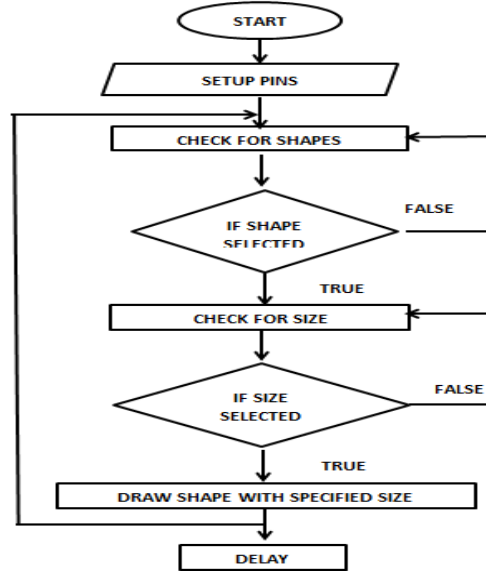 START
SETUP PINS
CHECK FOR SHAPES
IF SHAPE
SELECTED
FALSE
TRUE
CHECK FOR SIZE
IF SIZE
SELECTED
FALSE
TRUE
DRAW SHAPE WITH SPECIFIED SIZE
DELAY